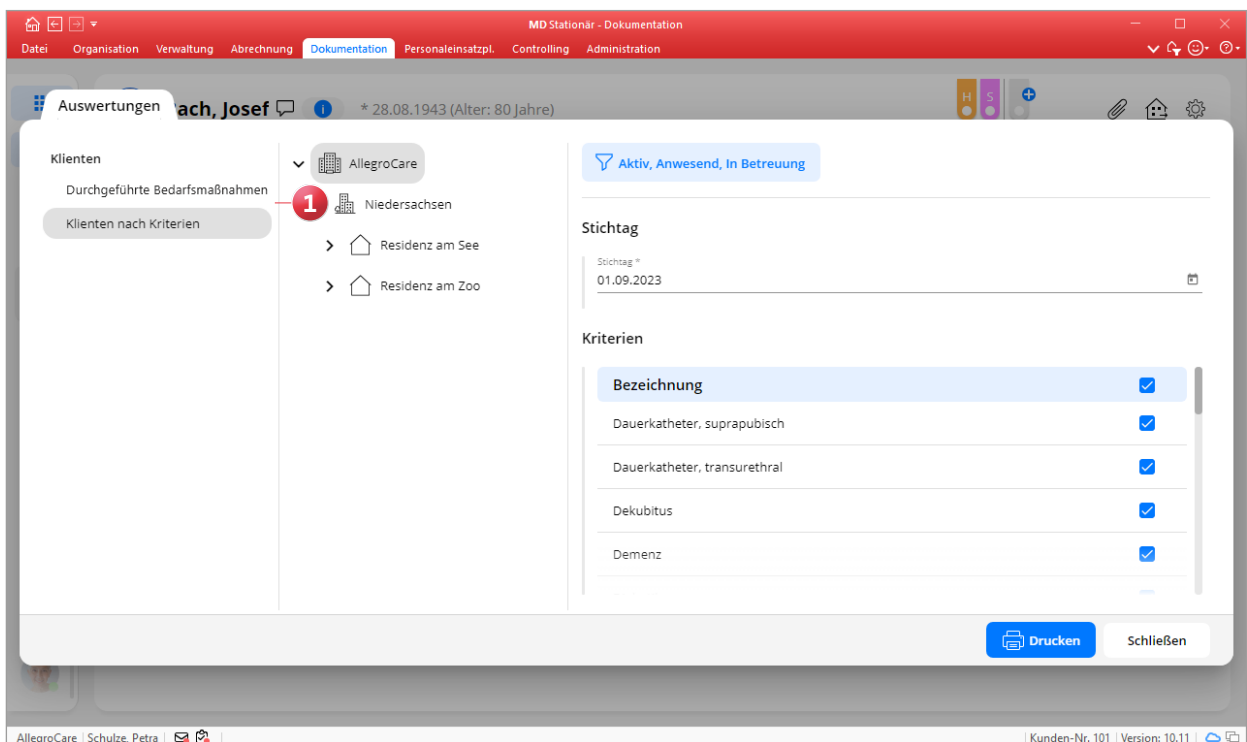 MD Stationär - Dokumentation
Datei Organisation Verwaltung Abrechnung Dokumentation Personaleinsatzpl. Controlling Administration
Auswertungen
ach, Josef
i
* 28.08.1943 (Alter: 80 Jahre)
H S
Klienten
Durchgeführte Bedarfsmaßnahmen
Klienten nach Kriterien
AllegroCare
1
Niedersachsen
Residenz am See
Residenz am Zoo
Aktiv, Anwesend, In Betreuung
Stichtag
Stichtag *
01.09.2023
Kriterien
Bezeichnung
Dauerkatheter, suprapubisch
Dauerkatheter, transurethral
Dekubitus
Demenz
Drucken
Schließen
AllegroCare Schulze, Petra
Kunden-Nr. 101 Version: 10.11